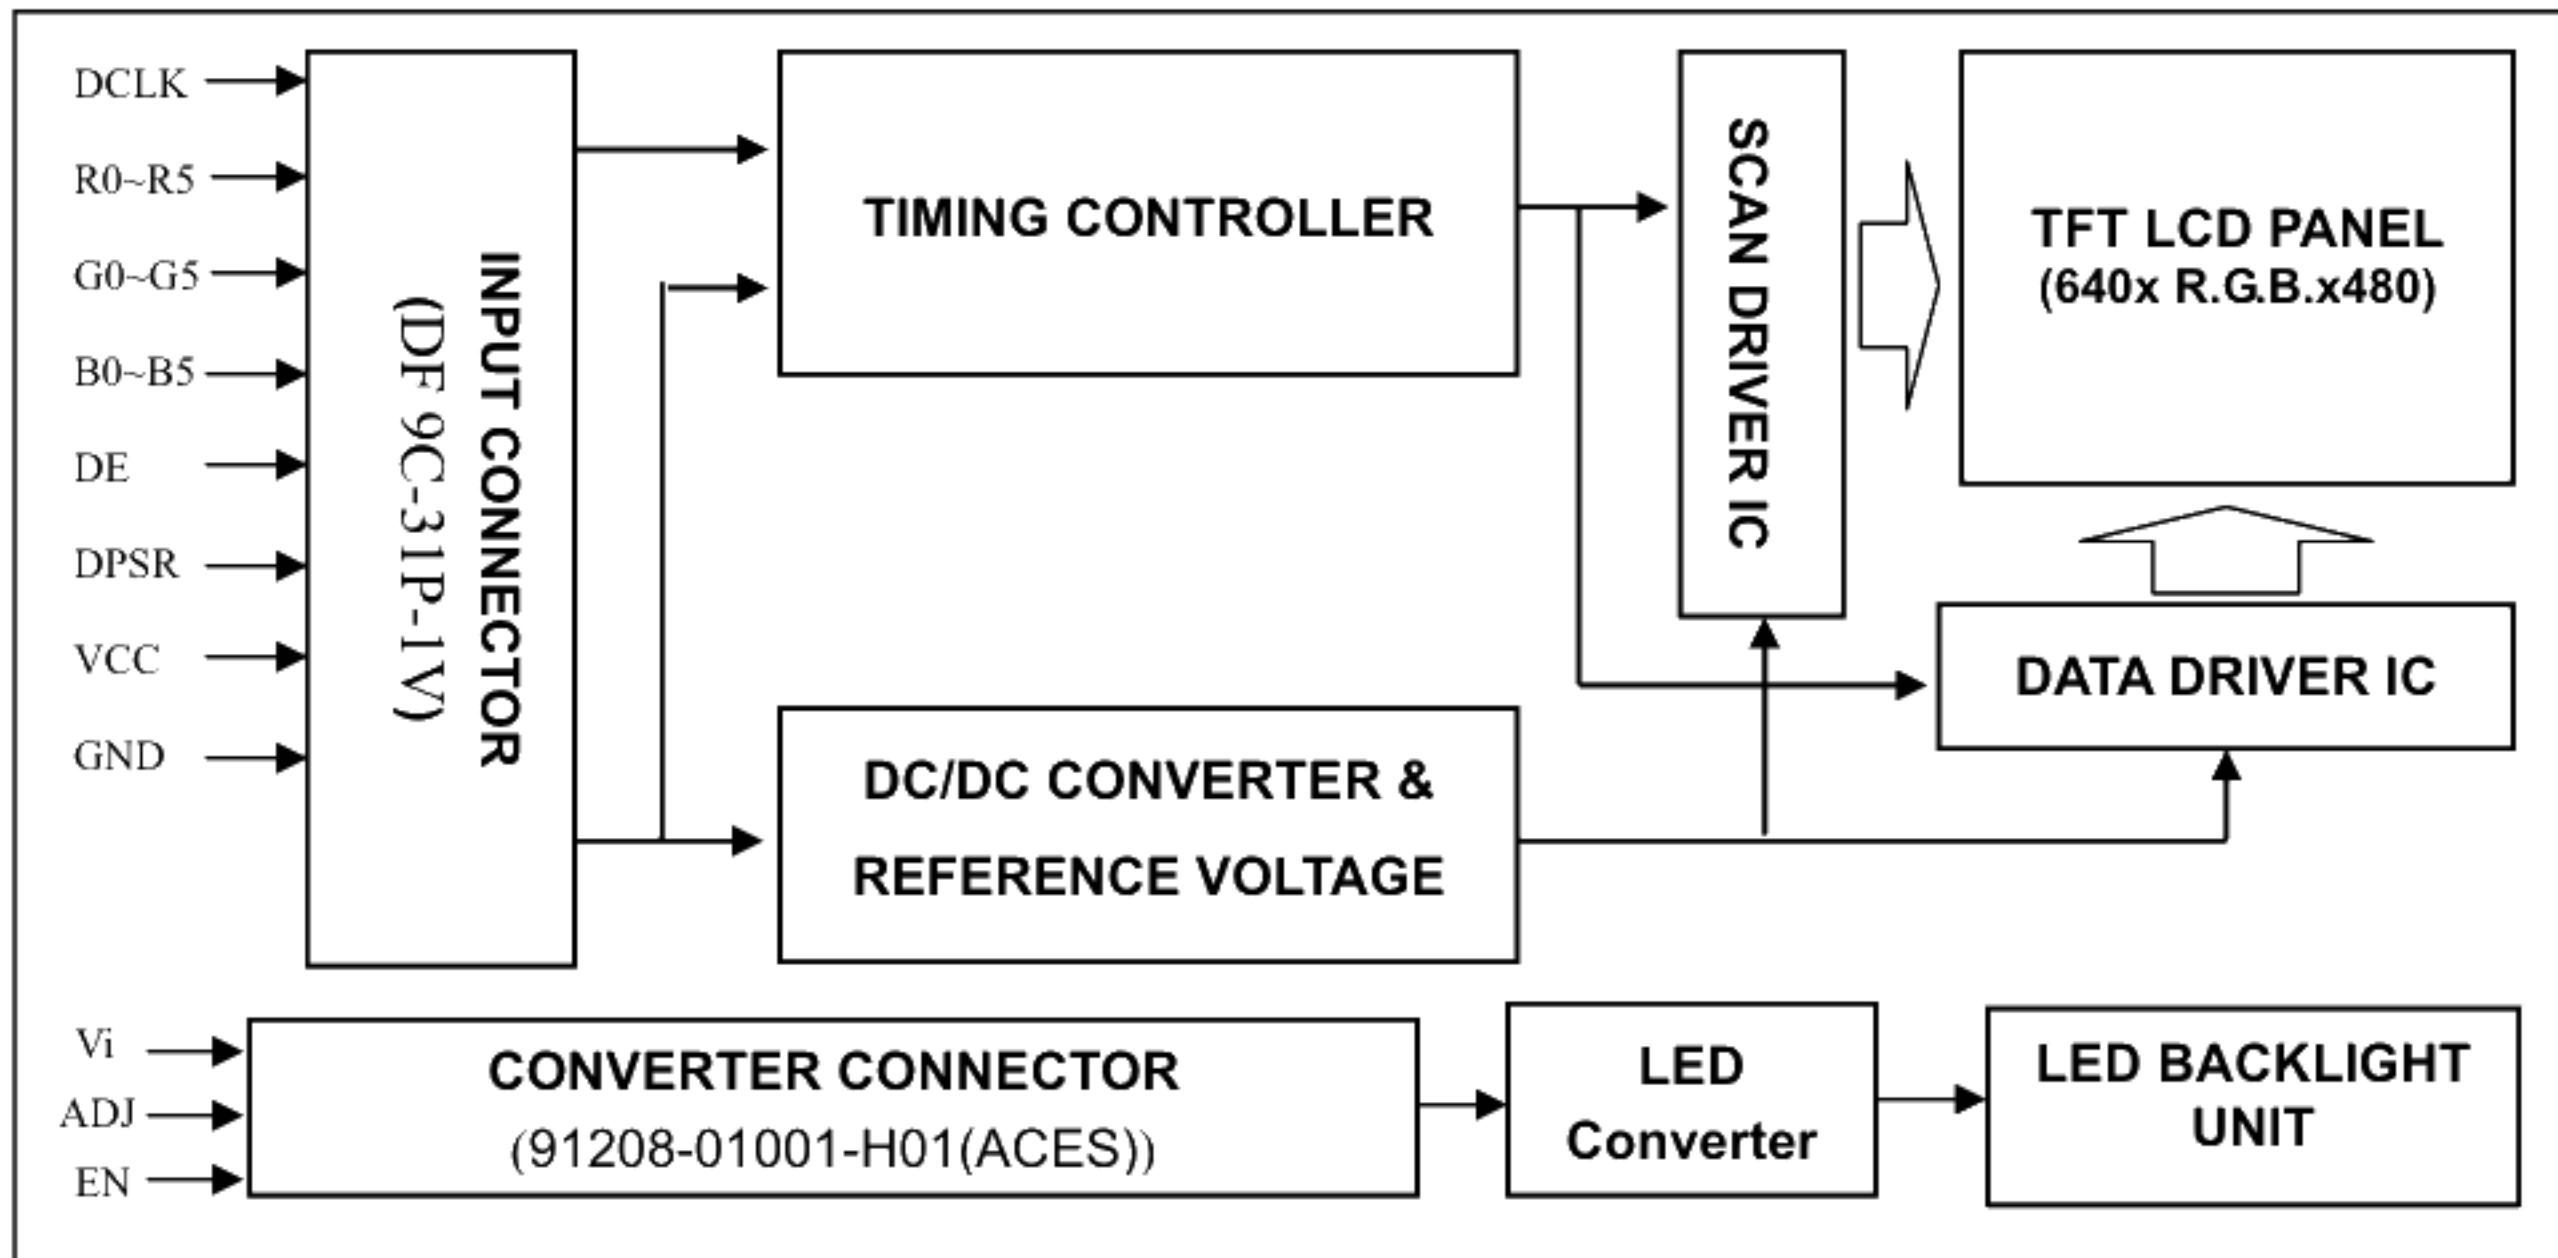 DCLK
R0~R5
G0~G5
B0~B5
DE
DPSR
VCC
GND
INPUT CONNECTOR
(DF 9C-31P-1V)
TIMING CONTROLLER
DC/DC CONVERTER &
REFERENCE VOLTAGE
SCAN DRIVER IC
TFT LCD PANEL
(640x R.G.B.x480)
DATA DRIVER IC
Vi
ADJ
EN
CONVERTER CONNECTOR
(91208-01001-H01(ACES))
LED
Converter
LED BACKLIGHT
UNIT